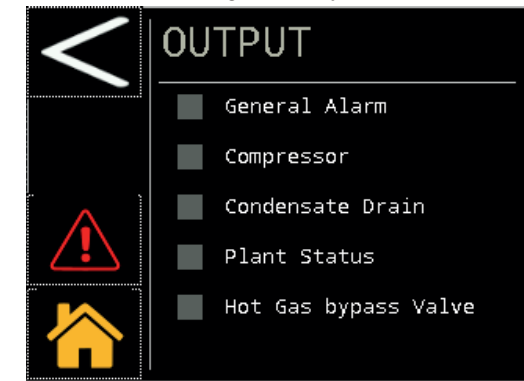 OUTPUT
General Alarm
Compressor
Condensate Drain
Plant Status
Hot Gas bypass Valve